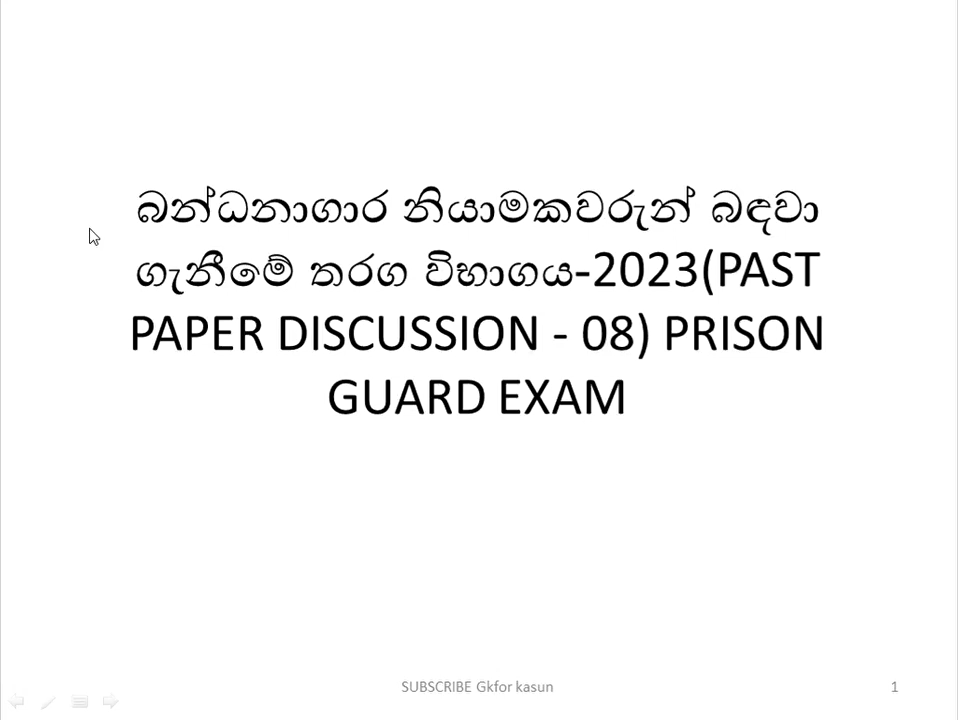 බන්ධනාගාර නියාමකවරුන් බඳවා
ගැනීමේ තරග විභාගය-2023(PAST
PAPER DISCUSSION - 08) PRISON
GUARD EXAM
SUBSCRIBE Gkfor kasun
1